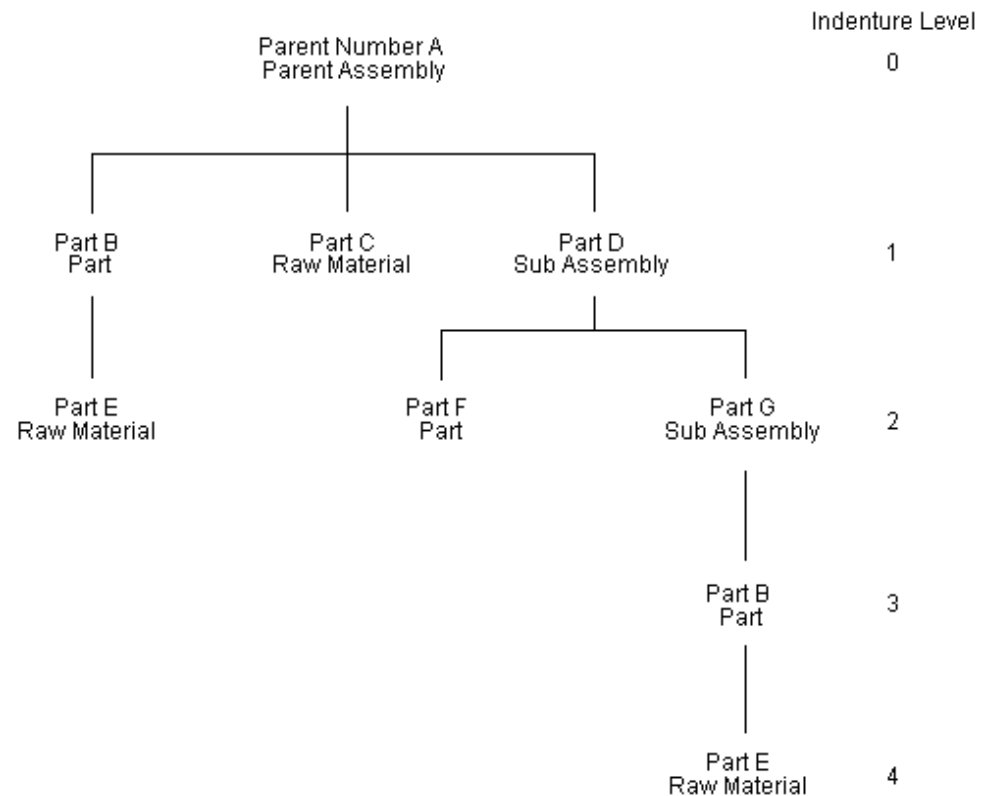 Indenture Level
Parent Number A
Parent Assembly
0
Part B
Part
Part C
Raw Material
Part D
Sub Assembly
1
Part E
Raw Material
Part F
Part
Part G
Sub Assembly
2
Part B
Part
3
Part E
Raw Material
4